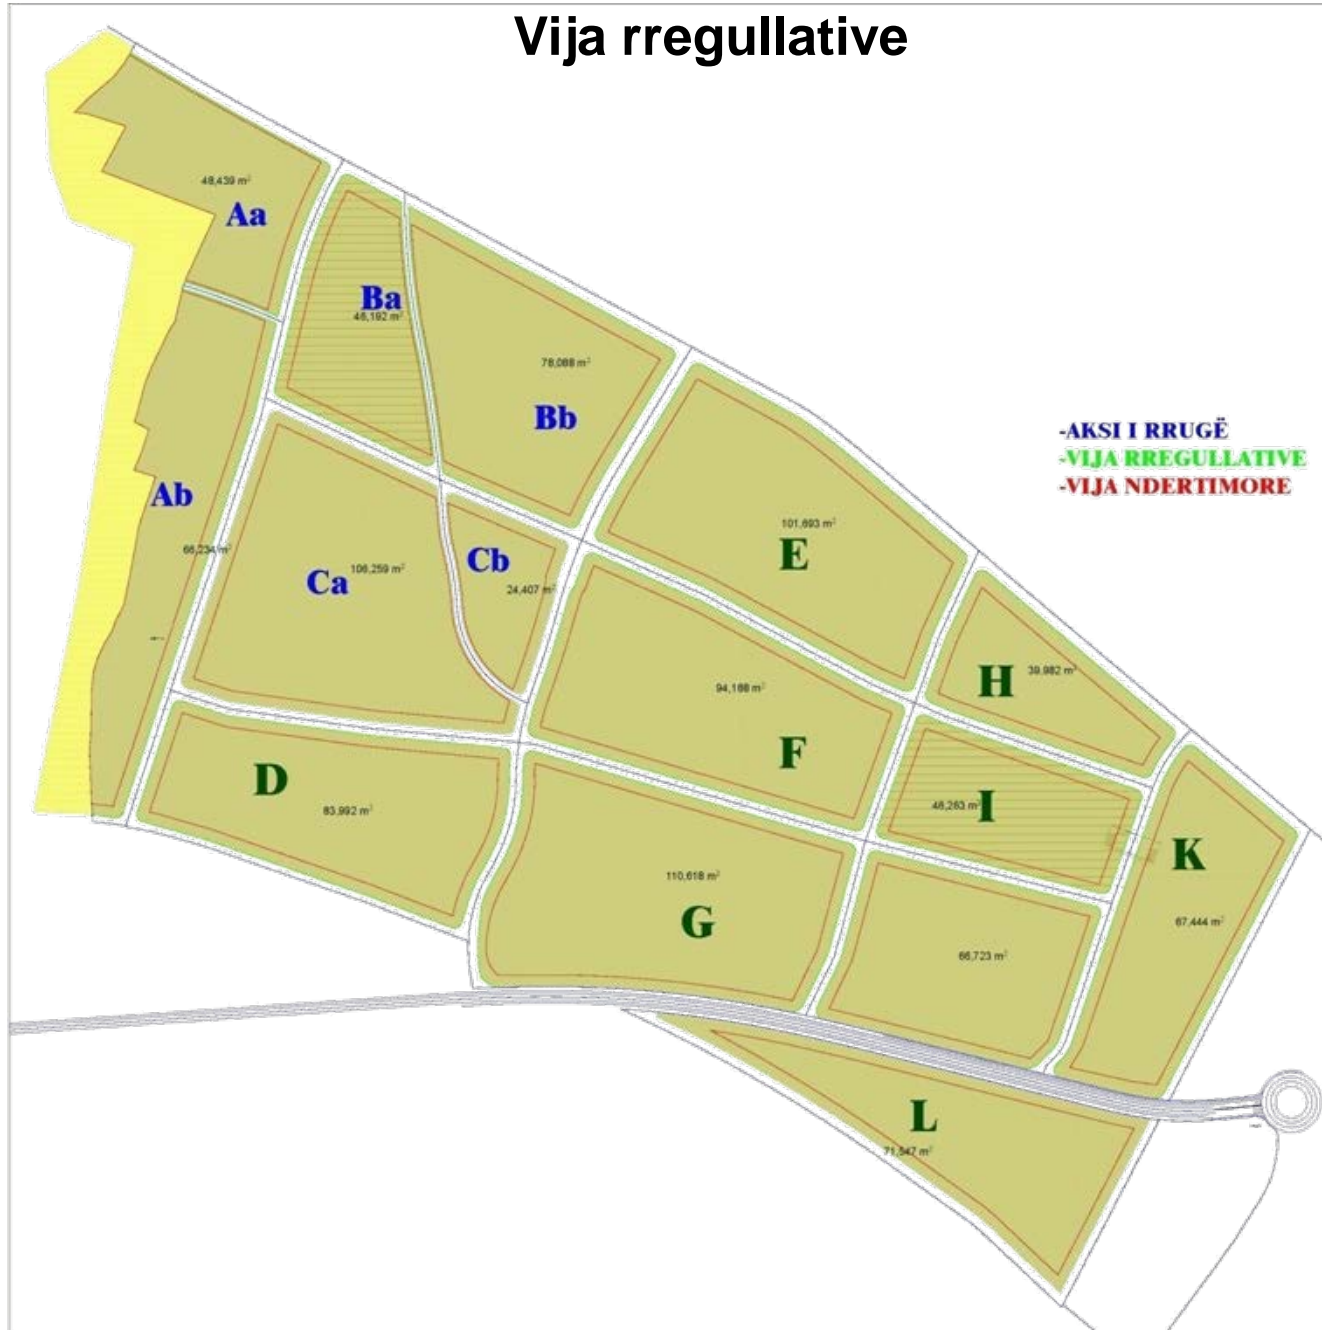 Vija rregullative
48,439 m²
Aa
Ba
46,192 m²
78,088 m²
Bb
-AKSI I RRUGË
-VIJA RREGULLATIVE
-VIJA NDERTIMORE
Ab
66,234 m²
106,259 m²
Ca
Cb
24,407 m²
101,693 m²
E
H
39,982 m²
94,188 m²
F
D
83,992 m²
48,283 m²
I
K
67,444 m²
110,618 m²
G
66,723 m²
L
71,547 m²